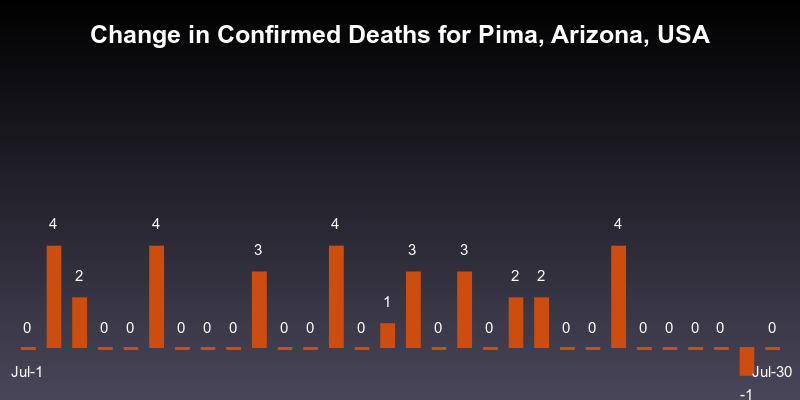 Change in Confirmed Deaths for Pima, Arizona, USA
4 4 4 4
3 3 3
2 2 2
1
0 0 0 0 0 0 0 0 0 0 0 0 0 0 0 0 0 0 0
Jul-1 Jul-30
-1